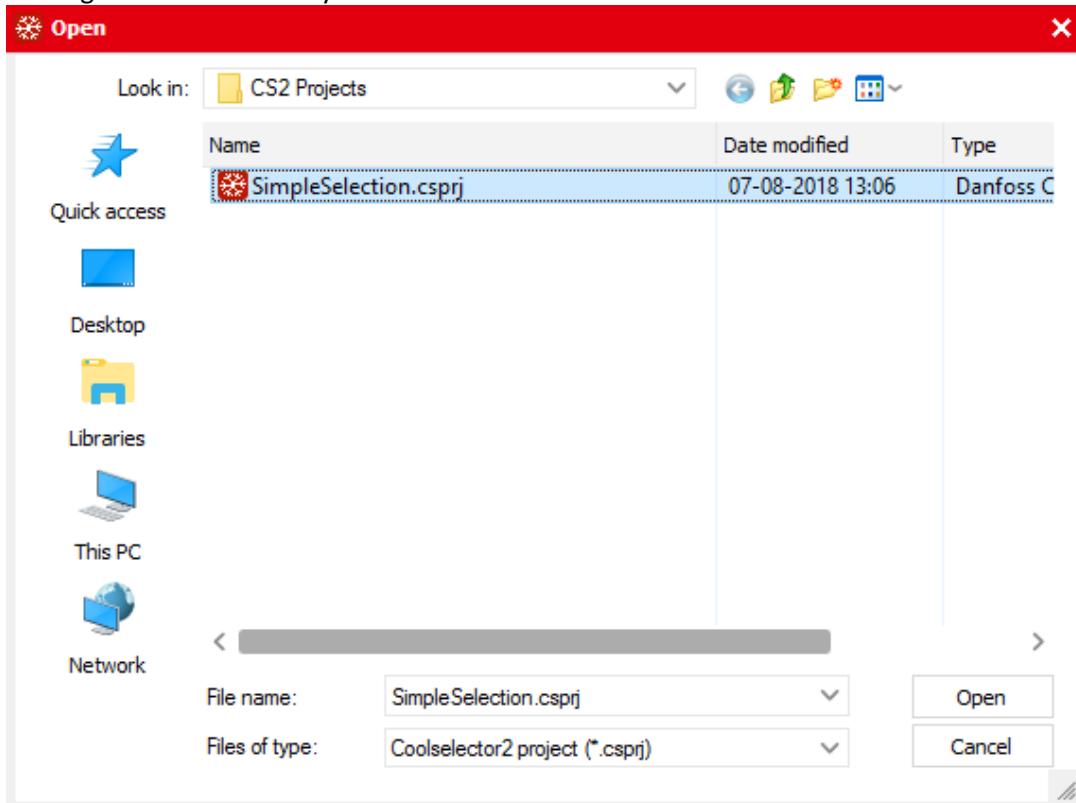 Open
Look in: CS2 Projects
Name Date modified Type
SimpleSelection.csprj 07-08-2018 13:06 Danfoss C
Quick access
Desktop
Libraries
This PC
Network
File name: SimpleSelection.csprj Open
Files of type: Coolselector2 project (*.csprj) Cancel